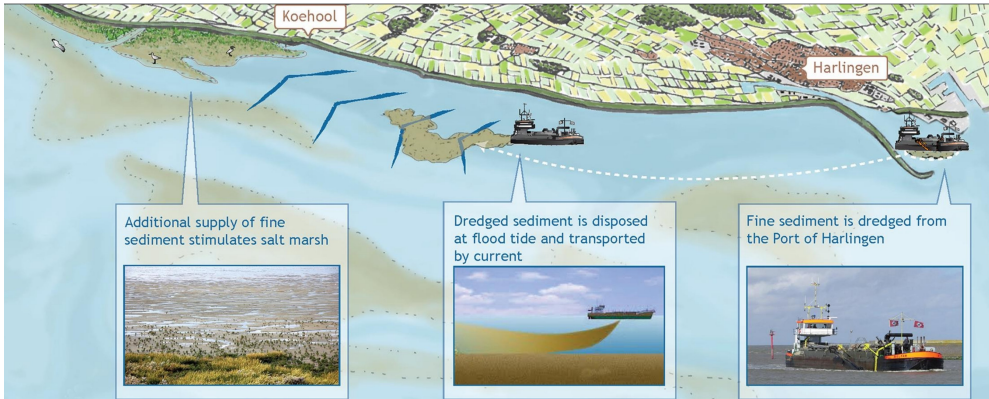 Koehool
Harlingen
Additional supply of fine
sediment stimulates salt marsh
Dredged sediment is disposed
at flood tide and transported
by current
Fine sediment is dredged from
the Port of Harlingen